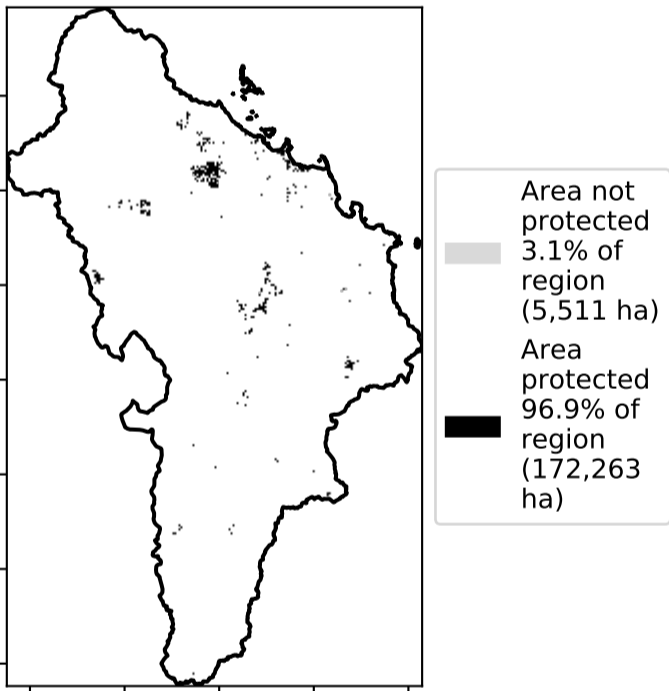 Area not
protected
3.1% of
region
(5,511 ha)
Area
protected
96.9% of
region
(172,263
ha)